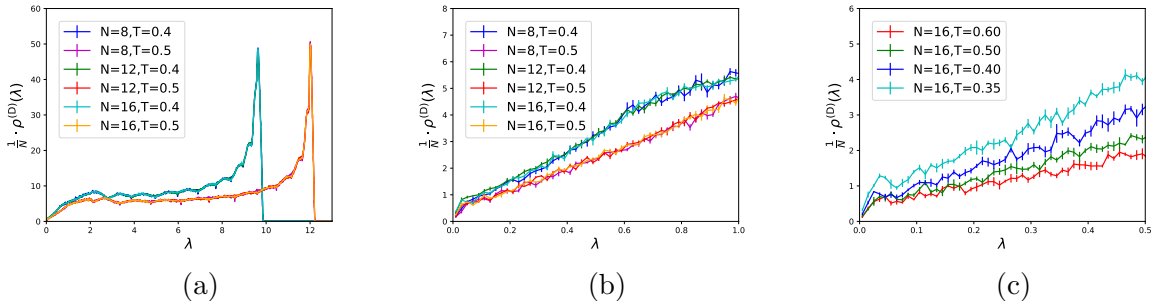 60
50
40
30
20
10
0
0 2 4 6 8 10 12
λ
1/N · ρ^(D)(λ)
N=8,T=0.4
N=8,T=0.5
N=12,T=0.4
N=12,T=0.5
N=16,T=0.4
N=16,T=0.5
(a)
8
7
6
5
4
3
2
1
0
0.0 0.2 0.4 0.6 0.8 1.0
λ
1/N · ρ^(D)(λ)
N=8,T=0.4
N=8,T=0.5
N=12,T=0.4
N=12,T=0.5
N=16,T=0.4
N=16,T=0.5
(b)
6
5
4
3
2
1
0
0.0 0.1 0.2 0.3 0.4 0.5
λ
1/N · ρ^(D)(λ)
N=16,T=0.60
N=16,T=0.50
N=16,T=0.40
N=16,T=0.35
(c)